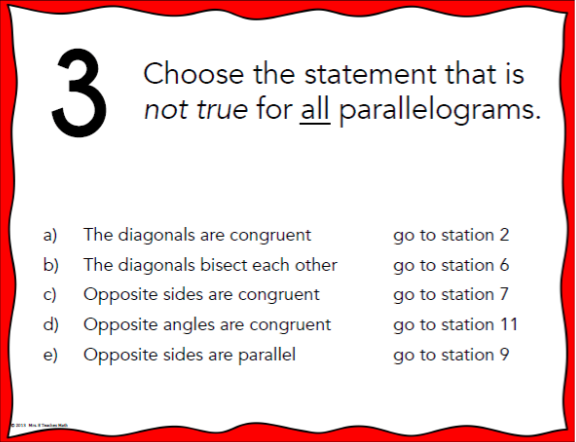 3
Choose the statement that is
not true for all parallelograms.
a) The diagonals are congruent go to station 2
b) The diagonals bisect each other go to station 6
c) Opposite sides are congruent go to station 7
d) Opposite angles are congruent go to station 11
e) Opposite sides are parallel go to station 9